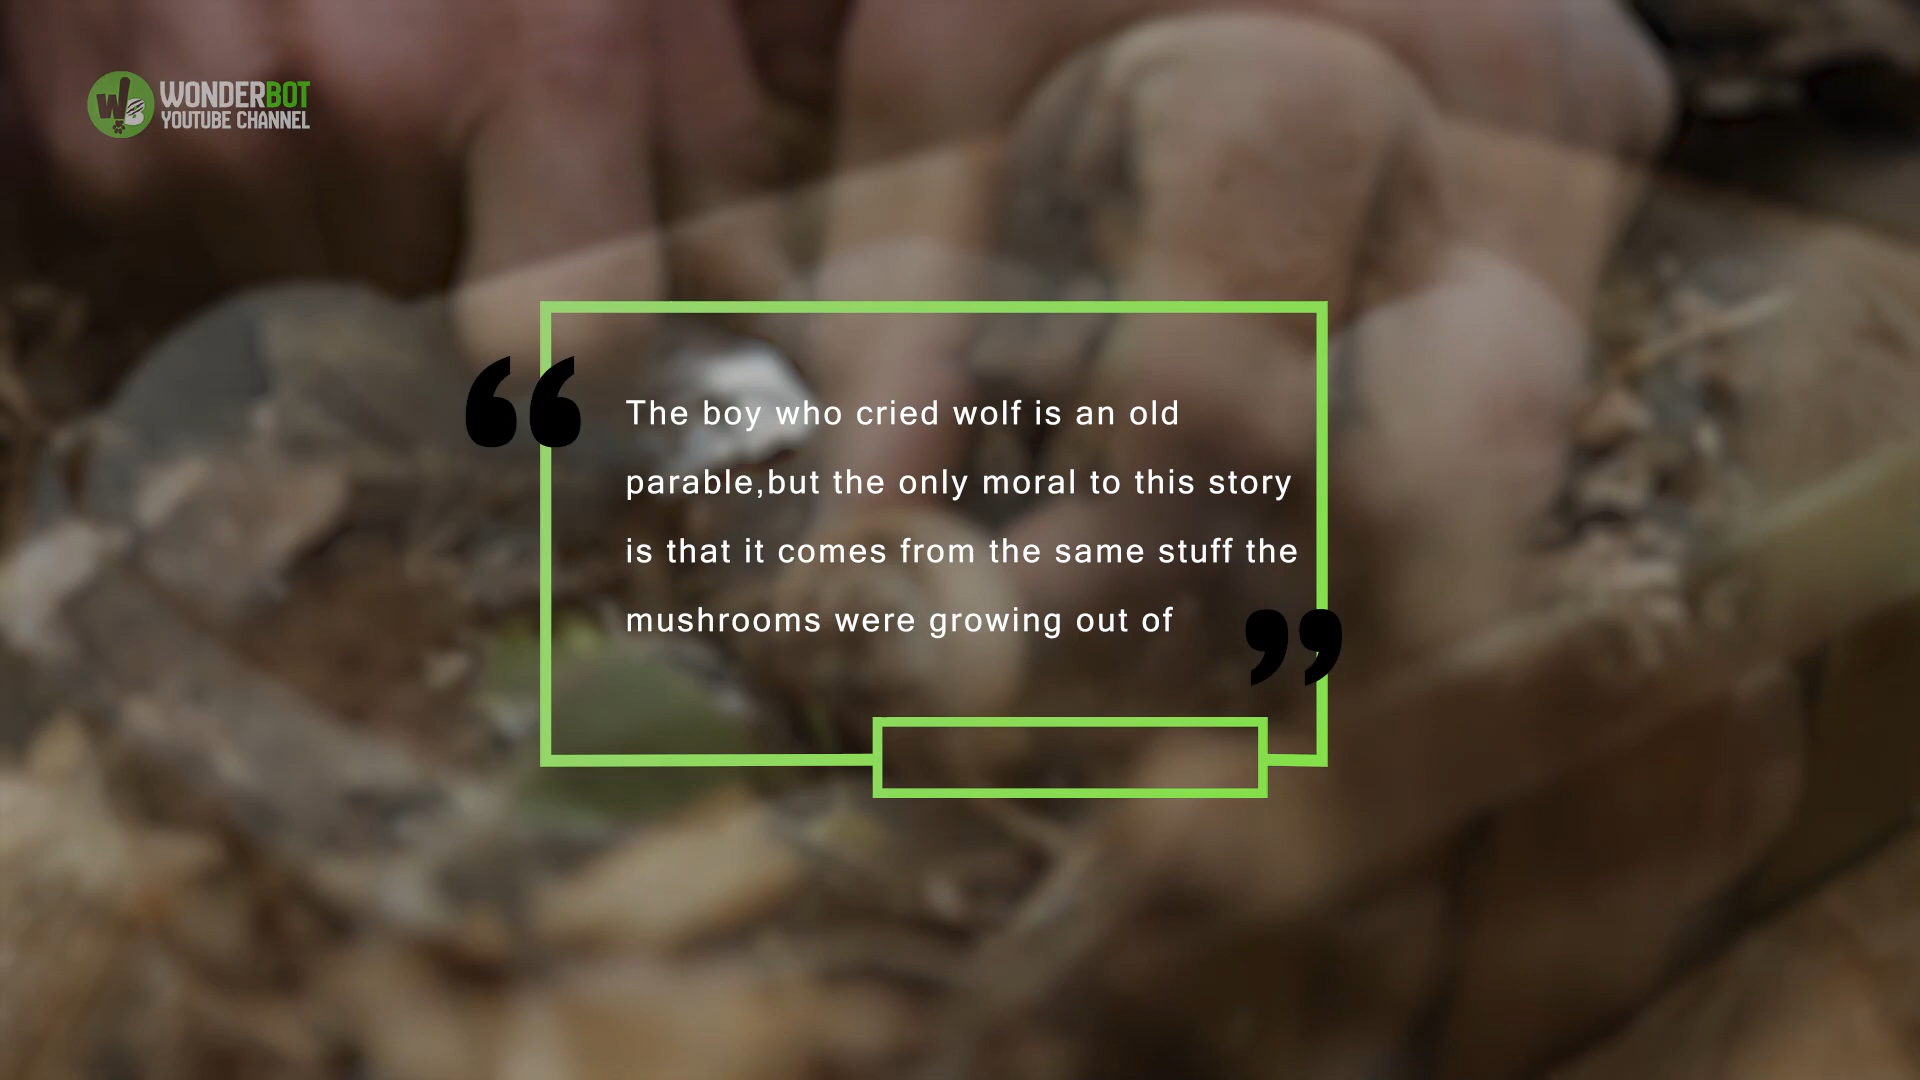 WONDERBOT
YOUTUBE CHANNEL
The boy who cried wolf is an old
parable,but the only moral to this story
is that it comes from the same stuff the
mushrooms were growing out of